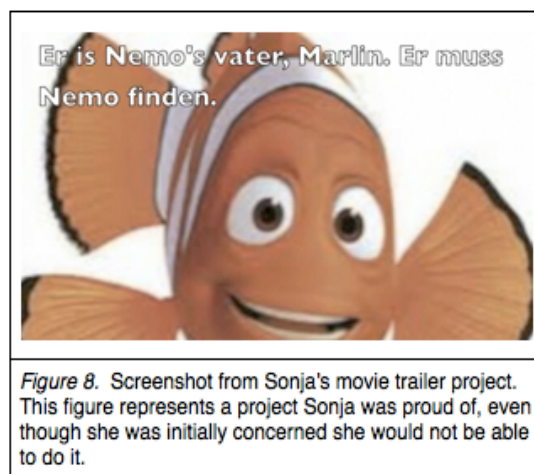 Er is Nemo's vater, Marlin. Er muss
Nemo finden.
Figure 8. Screenshot from Sonja's movie trailer project.
This figure represents a project Sonja was proud of, even
though she was initially concerned she would not be able
to do it.